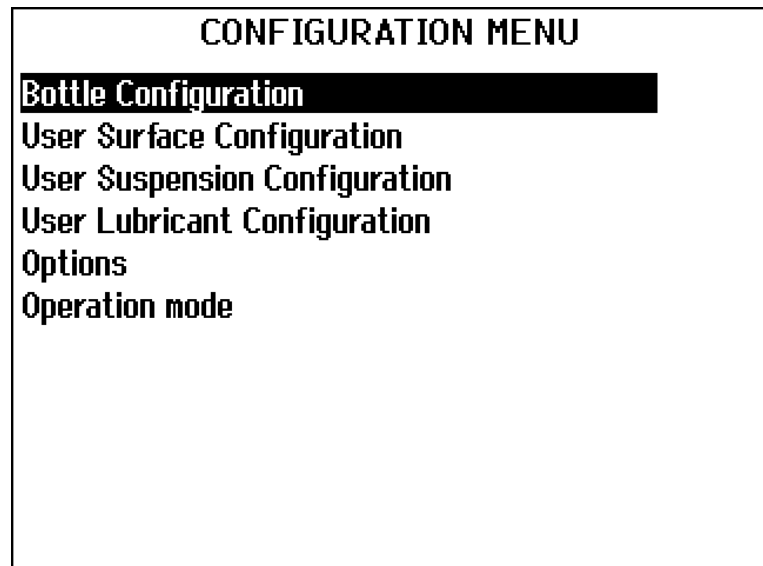 CONFIGURATION MENU
Bottle Configuration
User Surface Configuration
User Suspension Configuration
User Lubricant Configuration
Options
Operation mode